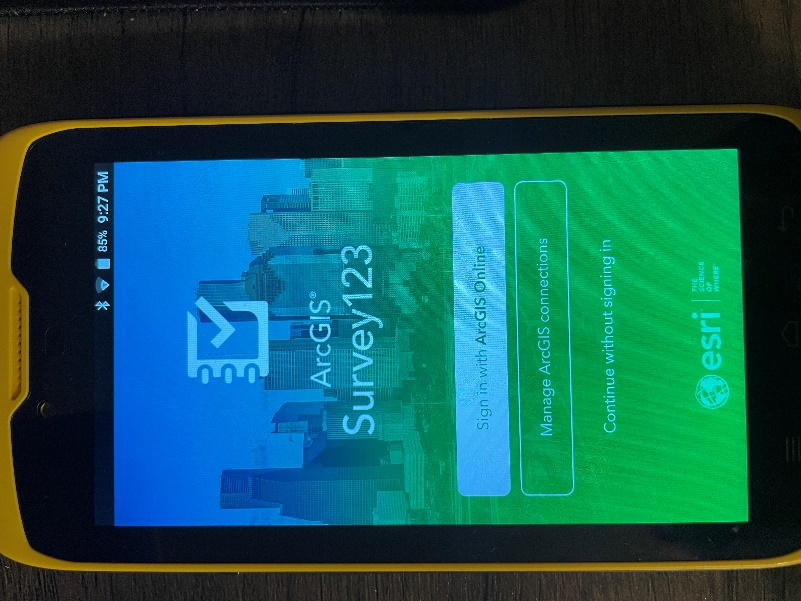 85% 9:27 PM
ArcGIS®
Survey123
Sign in with ArcGIS Online
Manage ArcGIS connections
Continue without signing in
esri
THE
SCIENCE
OF
WHERE™